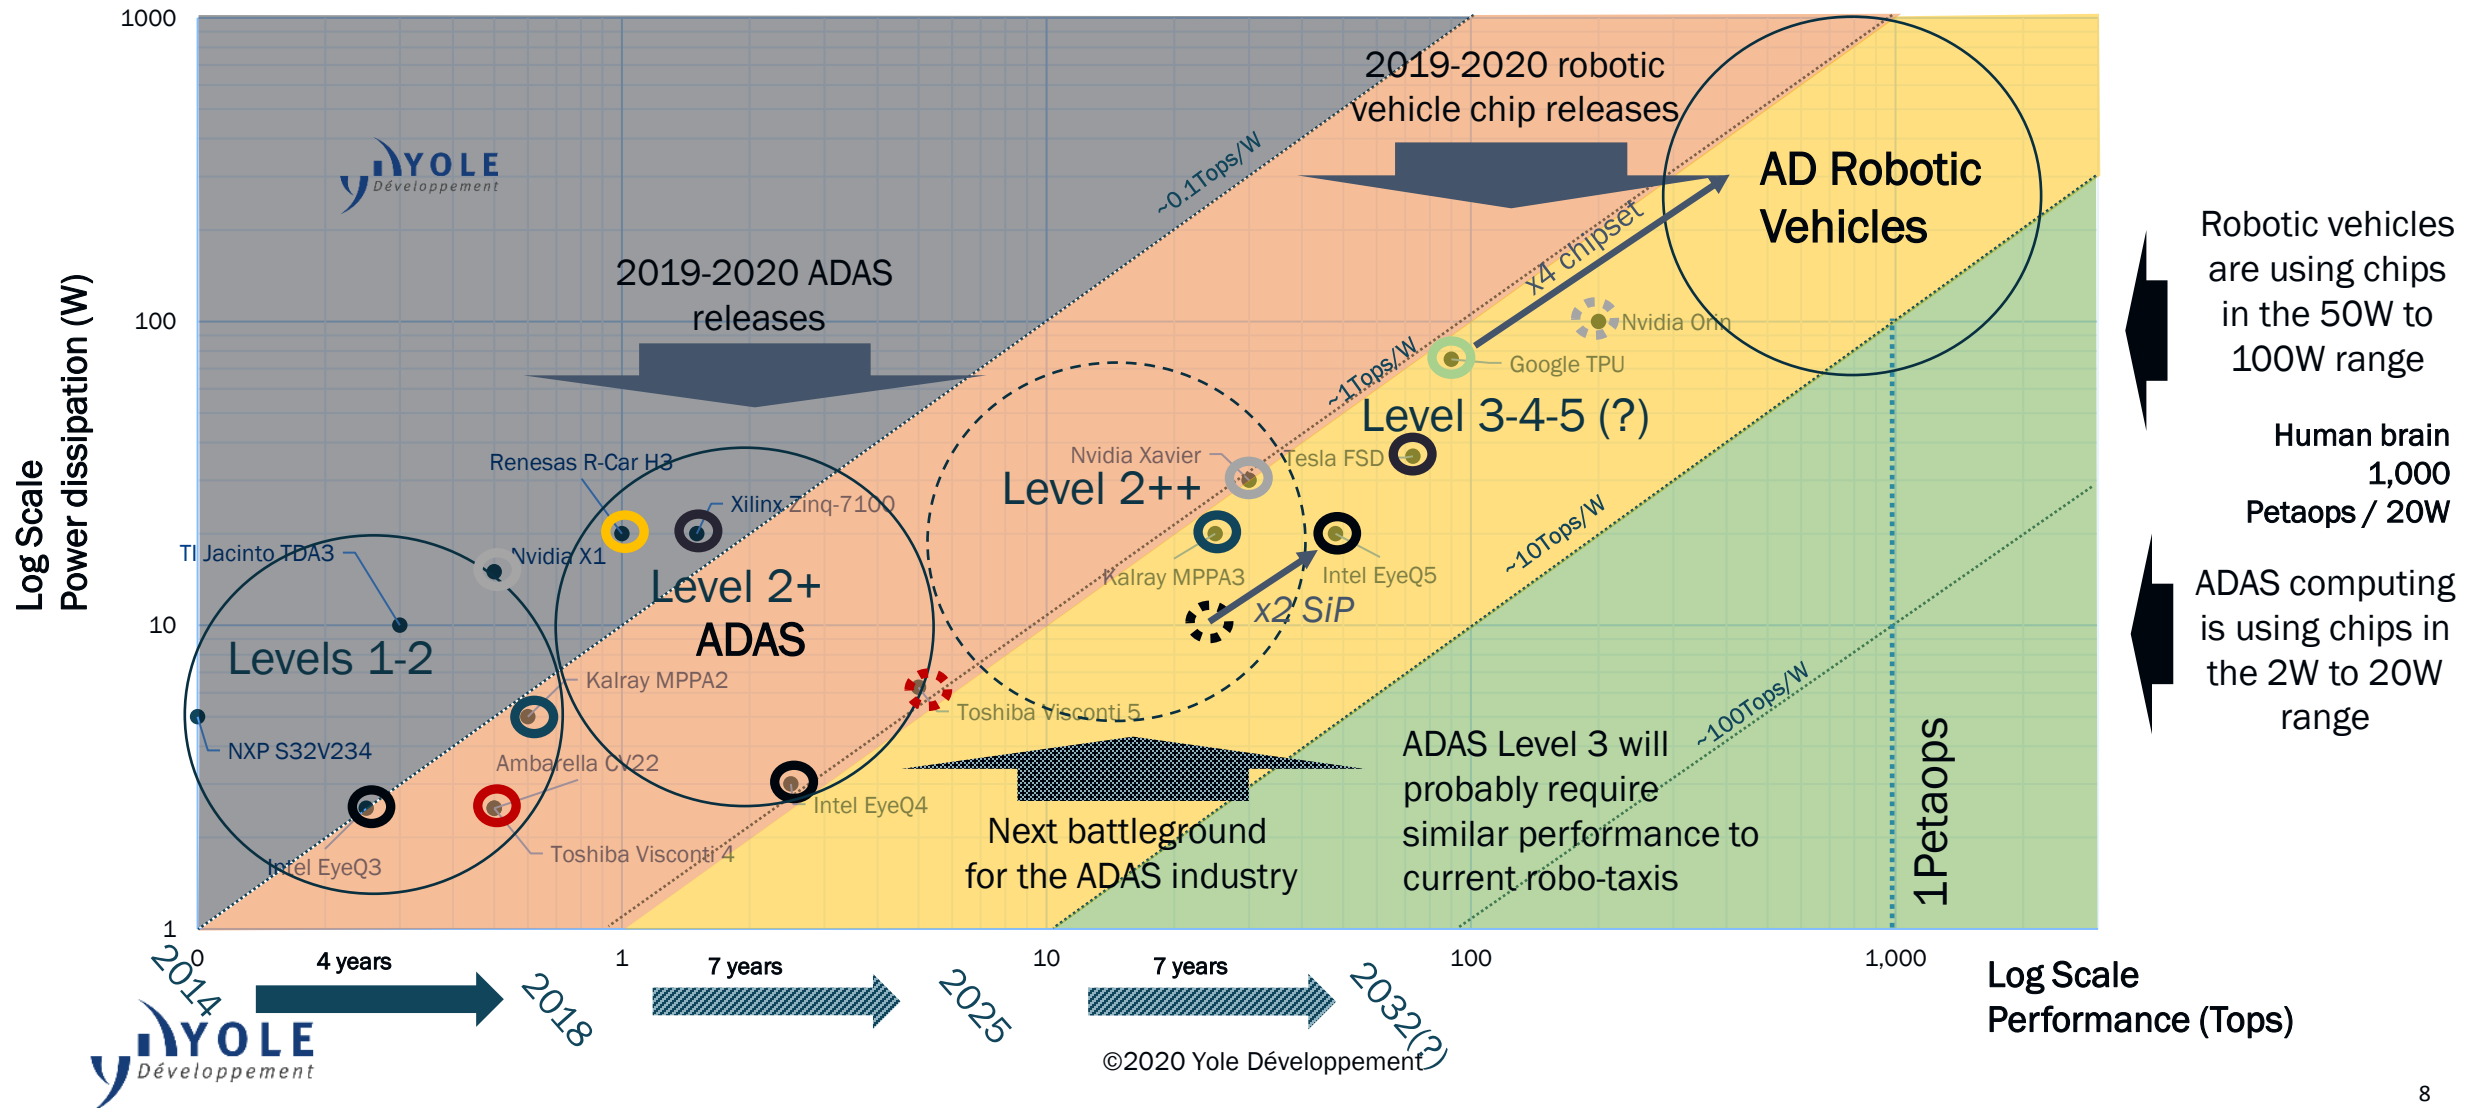 1000
100
10
1
Log Scale
Power dissipation (W)
YOLE
Développement
2019-2020 ADAS
releases
2019-2020 robotic
vehicle chip releases
~0.1Tops/W
~1Tops/W
~10Tops/W
~100Tops/W
x4 chipset
AD Robotic
Vehicles
Nvidia Orin
Google TPU
Level 3-4-5 (?)
Tesla FSD
Nvidia Xavier
Level 2++
Kalray MPPA3
Intel EyeQ5
x2 SiP
Renesas R-Car H3
Xilinx Zinq-7100
TI Jacinto TDA3
Nvidia X1
Level 2+
ADAS
Levels 1-2
Kalray MPPA2
NXP S32V234
Ambarella CV22
Toshiba Visconti 5
Intel EyeQ4
Toshiba Visconti 4
Intel EyeQ3
Next battleground
for the ADAS industry
ADAS Level 3 will
probably require
similar performance to
current robo-taxis
1Petaops
Robotic vehicles
are using chips
in the 50W to
100W range
Human brain
1,000
Petaops / 20W
ADAS computing
is using chips in
the 2W to 20W
range
0
1
10
100
1,000
Log Scale
Performance (Tops)
2014
4 years
2018
7 years
2025
7 years
2032(?)
YOLE
Développement
©2020 Yole Développement
8